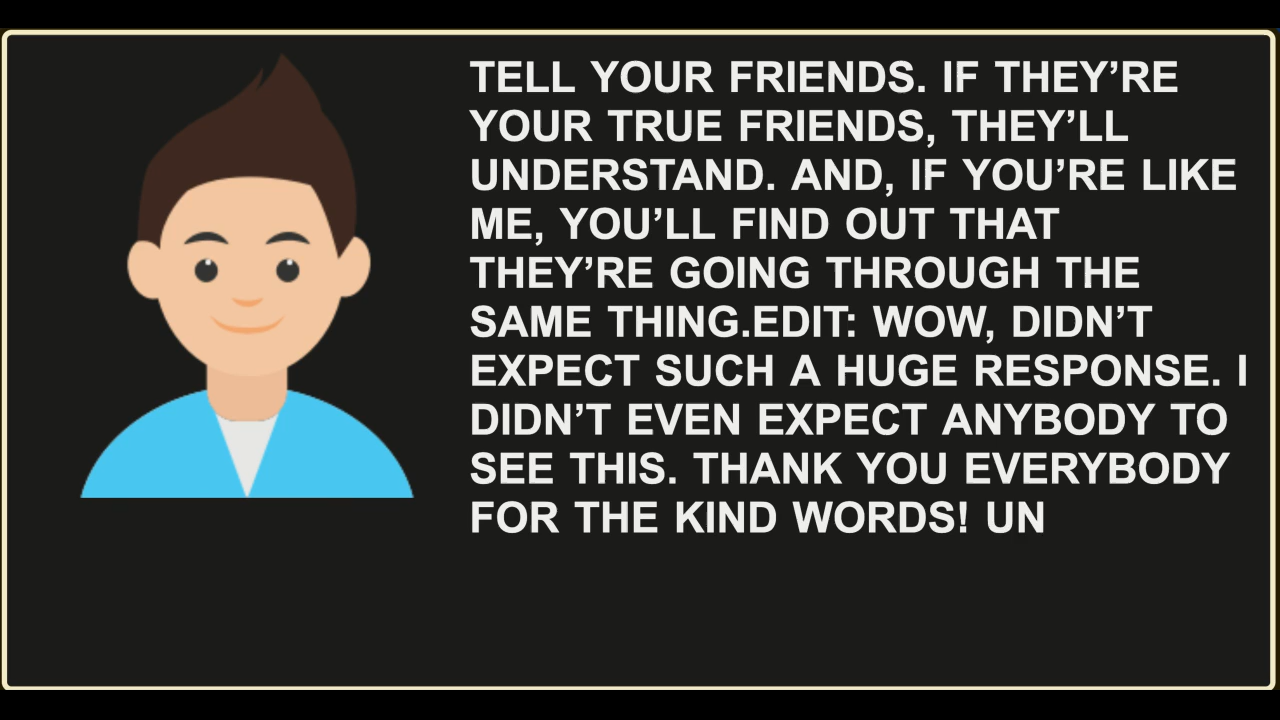 TELL YOUR FRIENDS. IF THEY’RE
YOUR TRUE FRIENDS, THEY’LL
UNDERSTAND. AND, IF YOU’RE LIKE
ME, YOU’LL FIND OUT THAT
THEY’RE GOING THROUGH THE
SAME THING.EDIT: WOW, DIDN’T
EXPECT SUCH A HUGE RESPONSE. I
DIDN’T EVEN EXPECT ANYBODY TO
SEE THIS. THANK YOU EVERYBODY
FOR THE KIND WORDS! UN